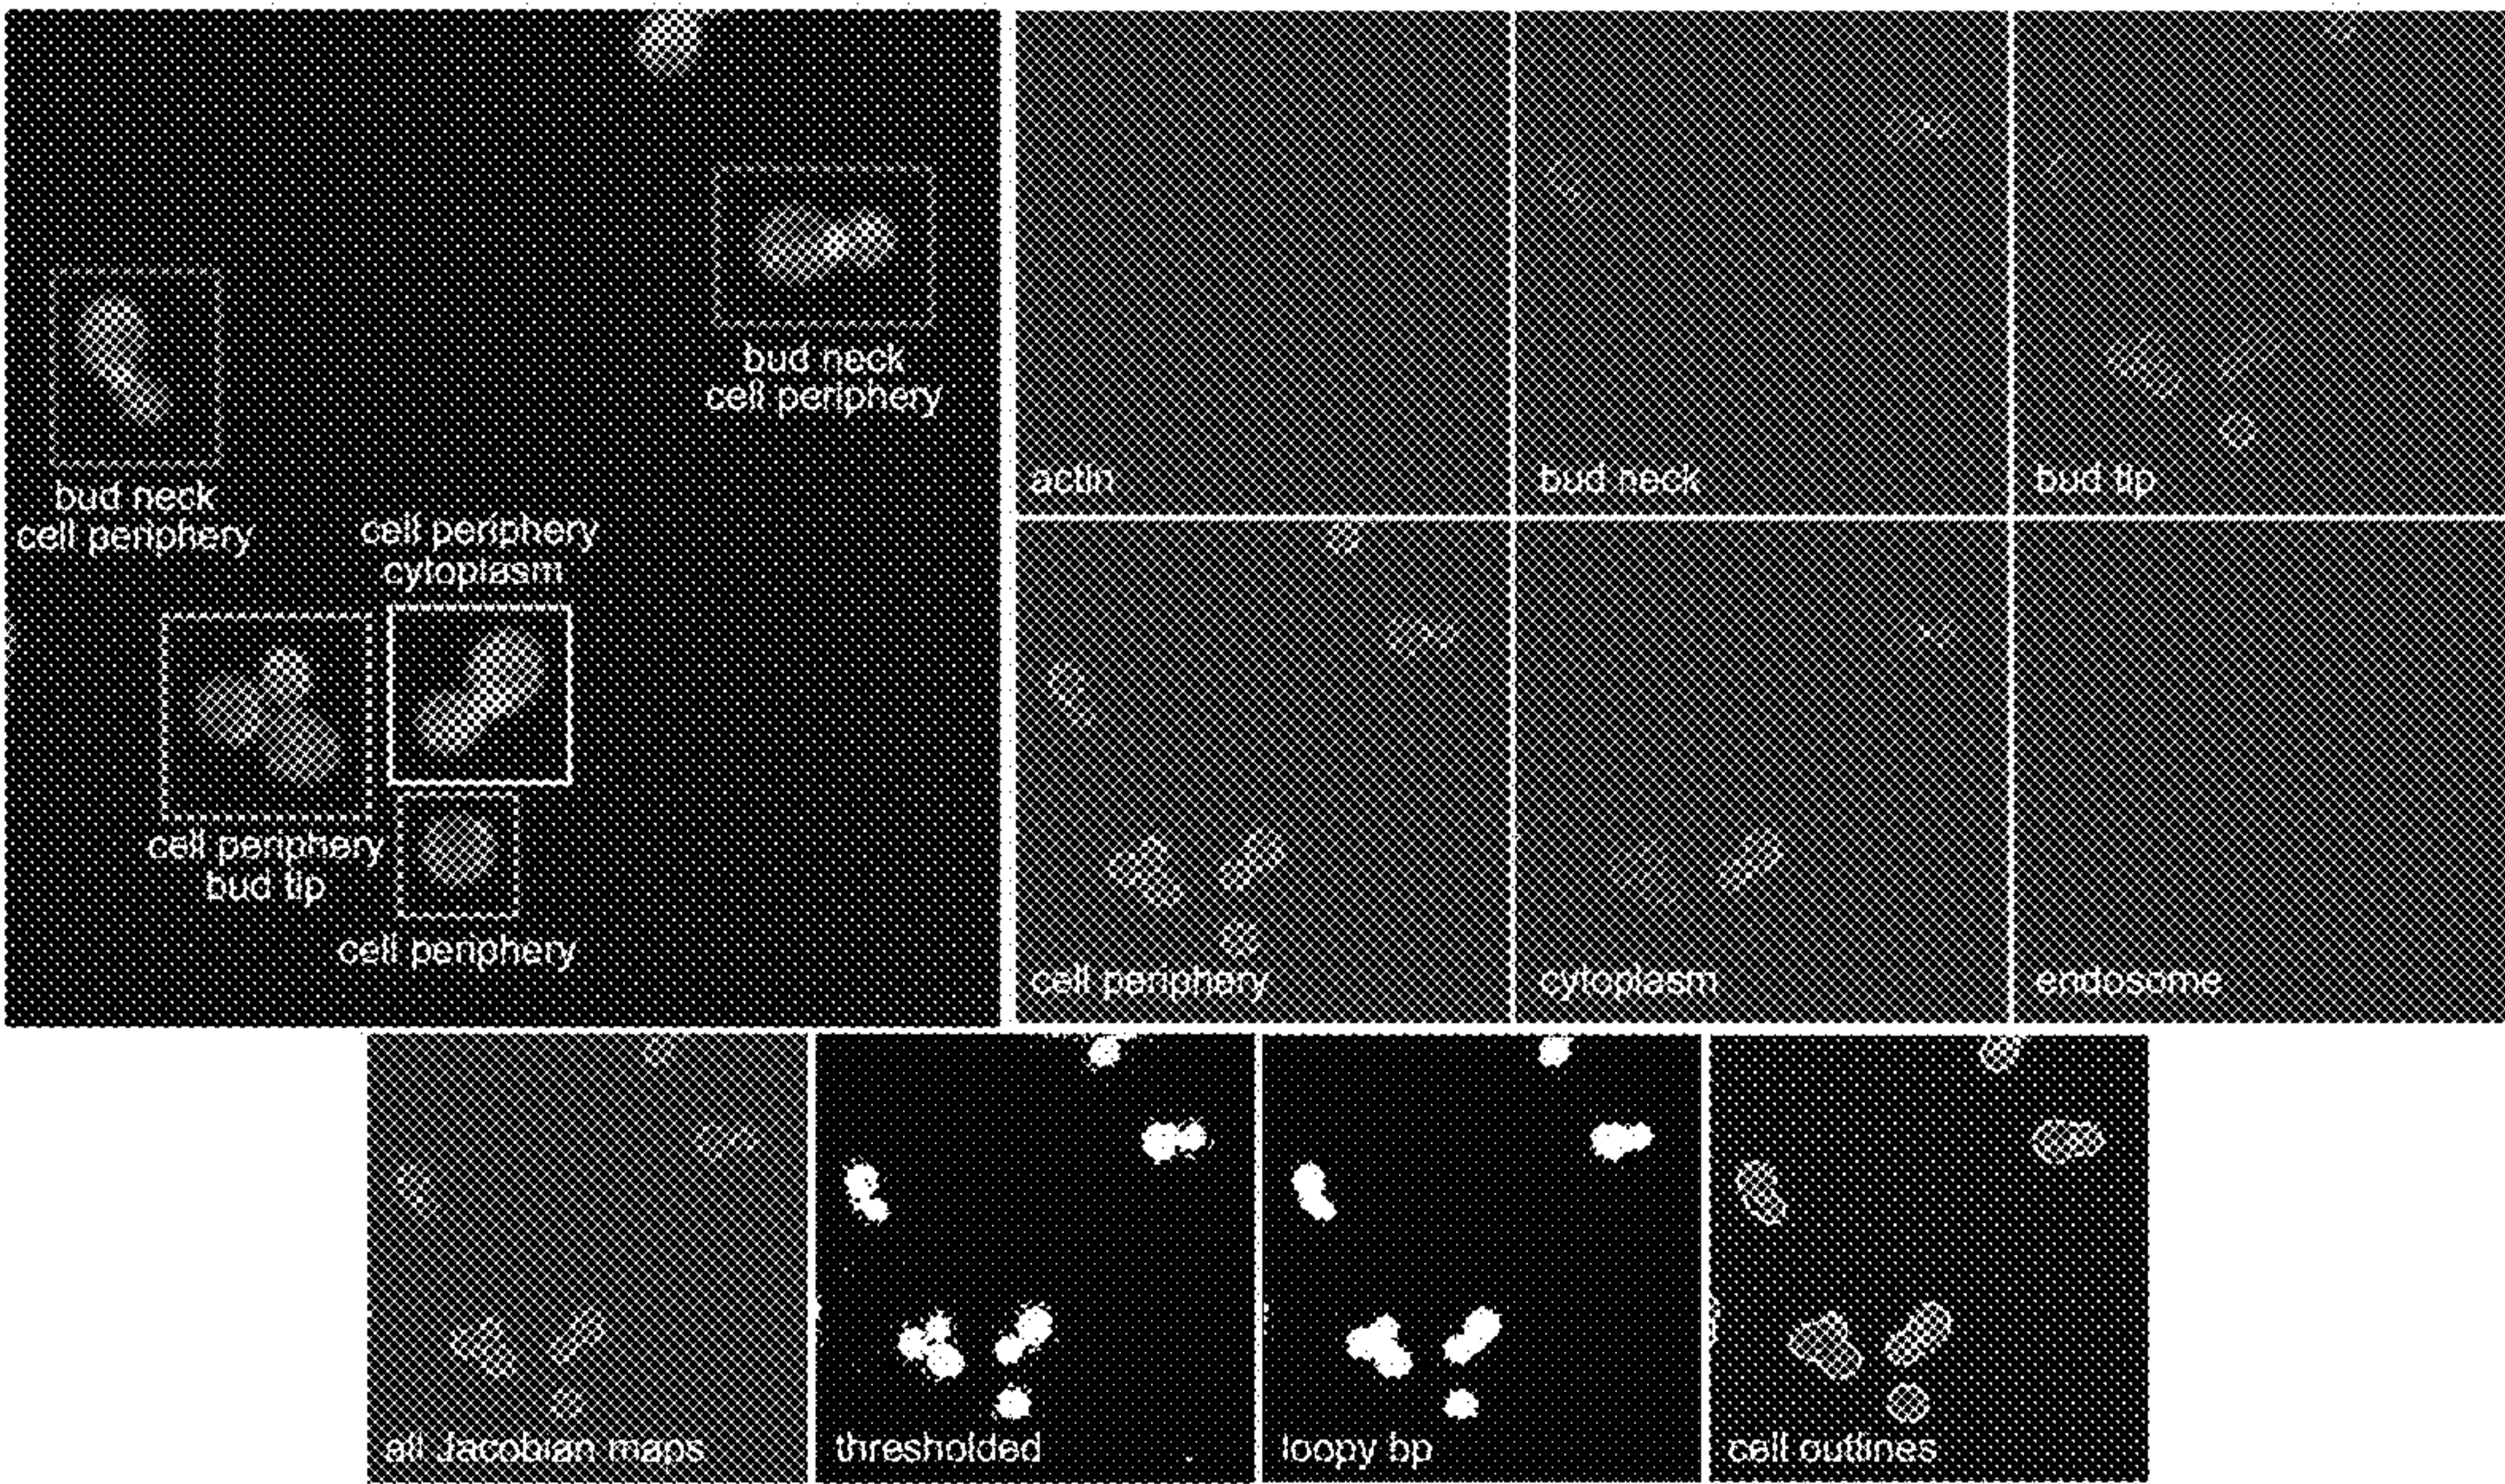 bud neck
cell periphery
bud neck
cell periphery
cell periphery
cytoplasm
cell periphery
bud tip
cell periphery
actin
bud neck
bud tip
cell periphery
cytoplasm
endosome
all Jacobian maps
thresholded
loopy bp
cell outlines